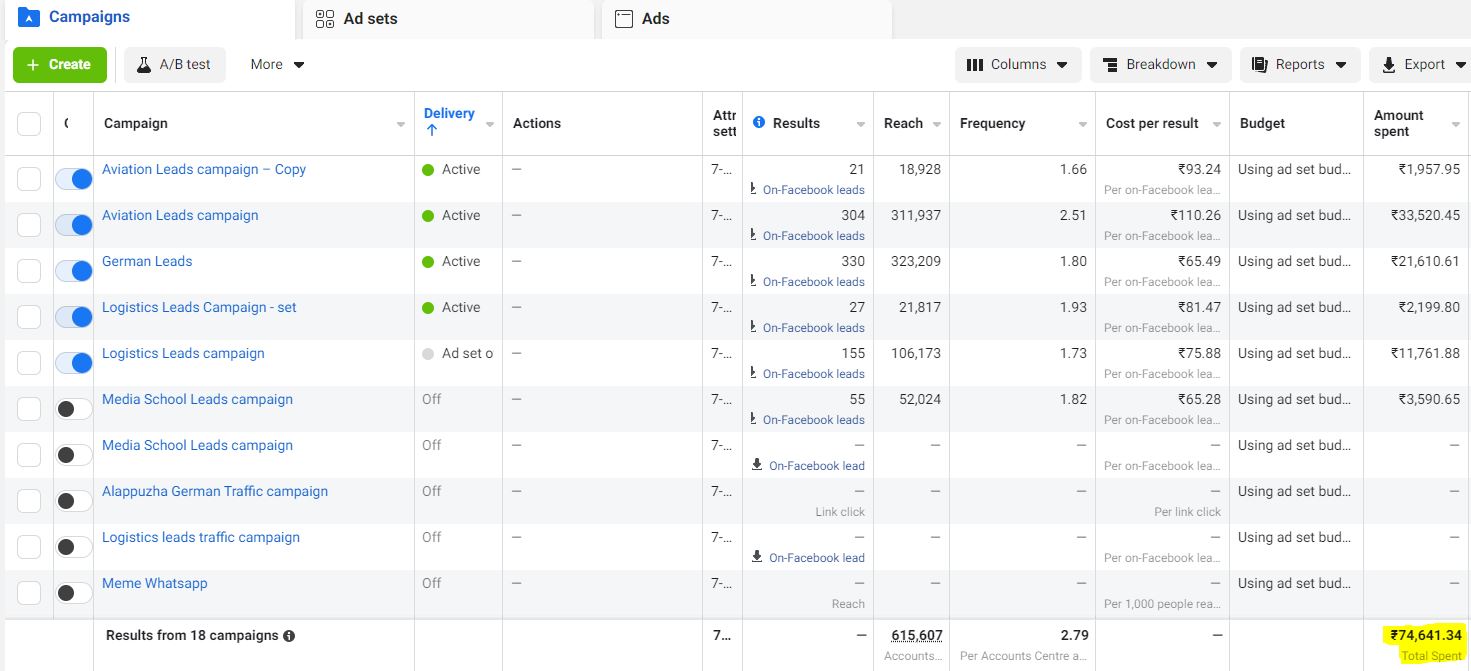 Campaigns
Ad sets
Ads
+ Create
A/B test
More
Columns
Breakdown
Reports
Export
Campaign
Delivery ↑
Actions
Attr
sett
Results
Reach
Frequency
Cost per result
Budget
Amount
spent
Aviation Leads campaign – Copy Active — 7-... 21 18,928 1.66 ₹93.24 Using ad set bud... ₹1,957.95
On-Facebook leads Per on-Facebook lea...
Aviation Leads campaign Active — 7-... 304 311,937 2.51 ₹110.26 Using ad set bud... ₹33,520.45
On-Facebook leads Per on-Facebook lea...
German Leads Active — 7-... 330 323,209 1.80 ₹65.49 Using ad set bud... ₹21,610.61
On-Facebook leads Per on-Facebook lea...
Logistics Leads Campaign - set Active — 7-... 27 21,817 1.93 ₹81.47 Using ad set bud... ₹2,199.80
On-Facebook leads Per on-Facebook lea...
Logistics Leads campaign Ad set o — 7-... 155 106,173 1.73 ₹75.88 Using ad set bud... ₹11,761.88
On-Facebook leads Per on-Facebook lea...
Media School Leads campaign Off — 7-... 55 52,024 1.82 ₹65.28 Using ad set bud... ₹3,590.65
On-Facebook leads Per on-Facebook lea...
Media School Leads campaign Off — 7-... — — — — Using ad set bud... —
On-Facebook lead Per on-Facebook lea...
Alappuzha German Traffic campaign Off — 7-... — — — — Using ad set bud... —
Link click Per link click
Logistics leads traffic campaign Off — 7-... — — — — Using ad set bud... —
On-Facebook lead Per on-Facebook lea...
Meme Whatsapp Off — 7-... — — — — Using ad set bud... —
Reach Per 1,000 people rea...
Results from 18 campaigns 7... — 615,607 2.79 — ₹74,641.34
Accounts... Per Accounts Centre a... Total Spent